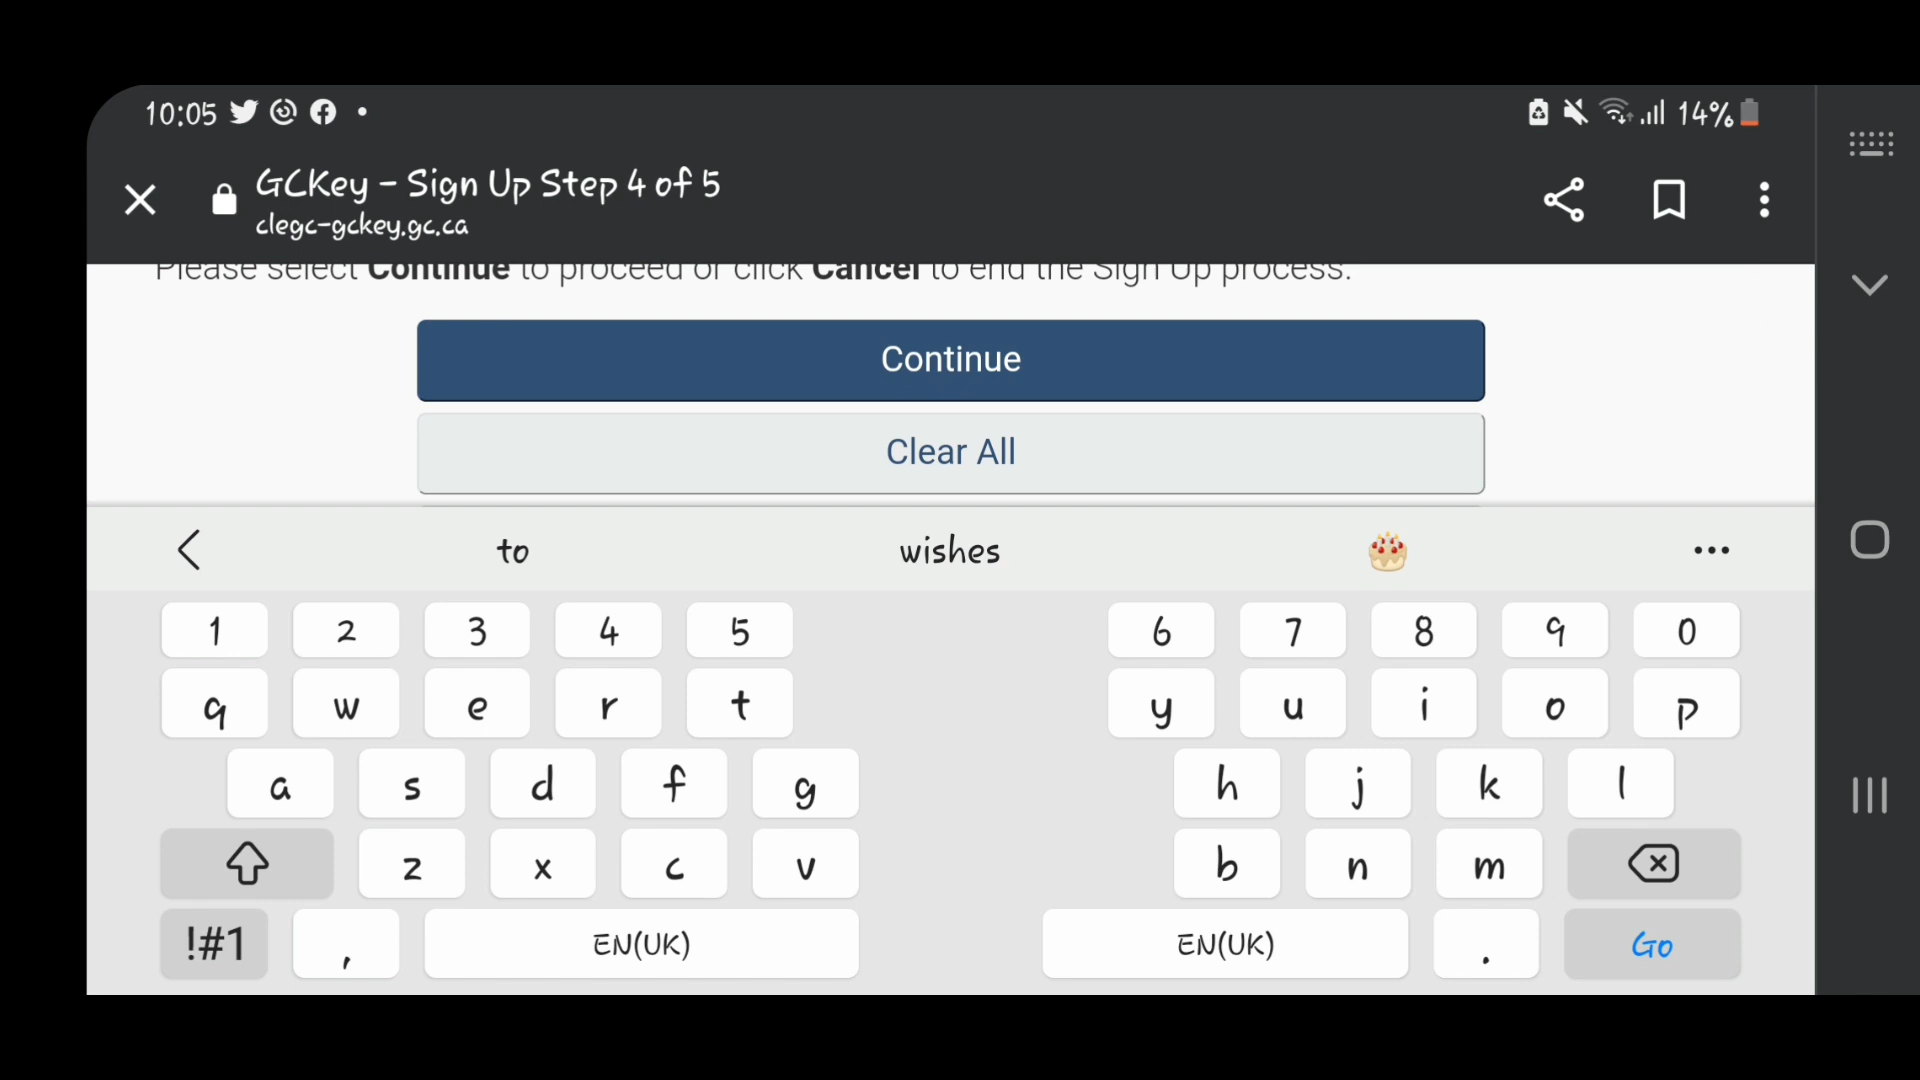 10:05
14%
GCKey - Sign Up Step 4 of 5
clegc-gckey.gc.ca
Please select Continue to proceed or click Cancel to end the Sign Up process.
Continue
Clear All
to wishes
1 2 3 4 5 6 7 8 9 0
q w e r t y u i o p
a s d f g h j k l
z x c v b n m
!#1 , EN(UK) EN(UK) . Go